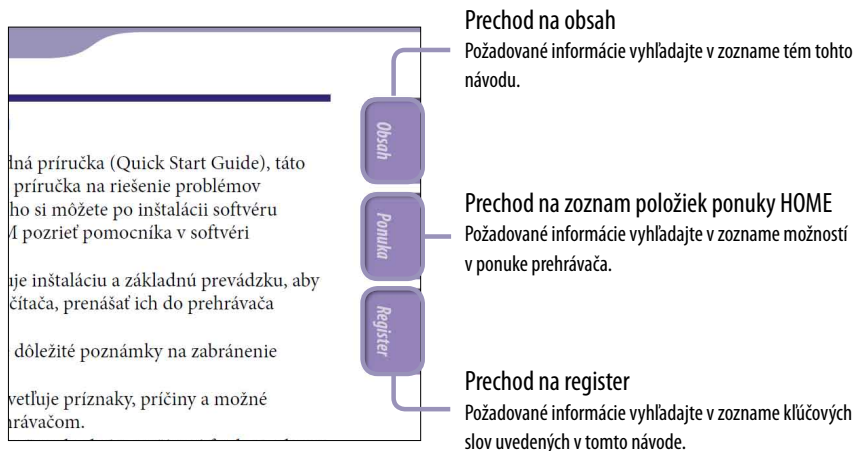 Prechod na obsah
Požadované informácie vyhľadajte v zozname tém tohto
návodu.
Obsah
dná príručka (Quick Start Guide), táto
príručka na riešenie problémov
ho si môžete po inštalácii softvéru
M pozrieť pomocníka v softvéri
Ponuka
Prechod na zoznam položiek ponuky HOME
Požadované informácie vyhľadajte v zozname možností
v ponuke prehrávača.
uje inštaláciu a základnú prevádzku, aby
čítača, prenášať ich do prehrávača
Register
dôležité poznámky na zabránenie
vetľuje príznaky, príčiny a možné
hrávačom.
Prechod na register
Požadované informácie vyhľadajte v zozname kľúčových
slov uvedených v tomto návode.